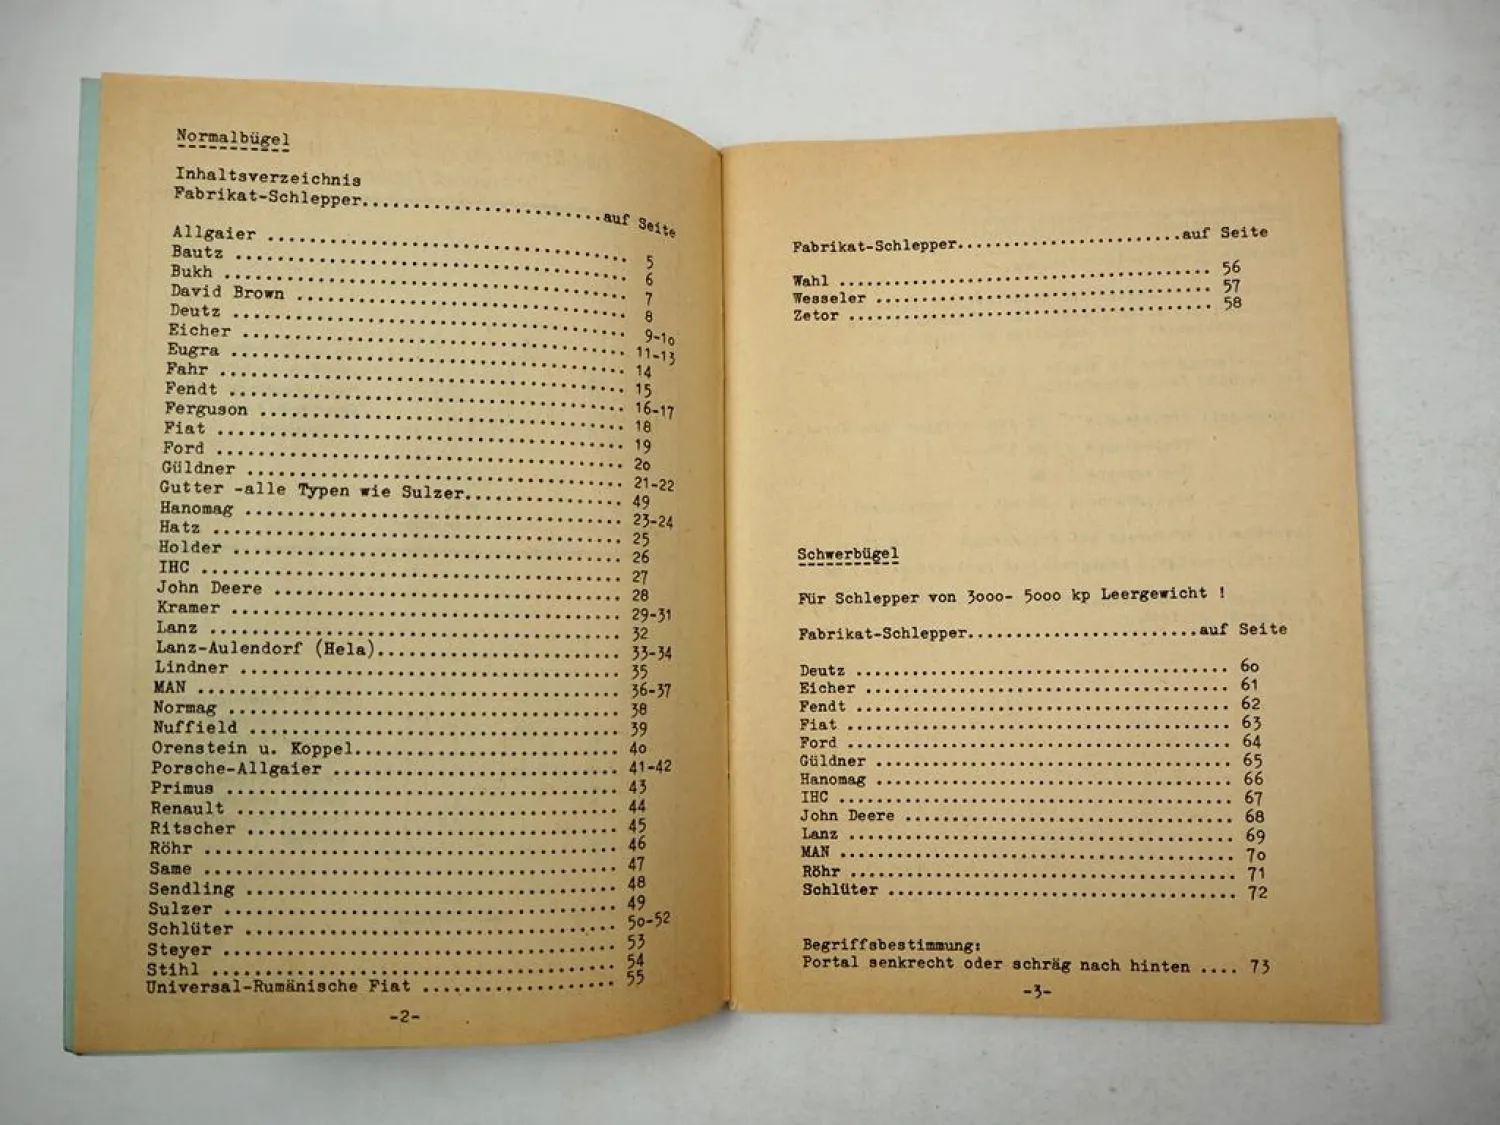 Normalbügel
Inhaltsverzeichnis
Fabrikat-Schlepper..........................auf Seite
Allgaier ........................................ 5
Bautz ........................................ 6
Bukh ........................................ 7
David Brown ........................................ 8
Deutz ........................................ 9-1o
Eicher ........................................ 11-13
Eugra ........................................ 14
Fahr ........................................ 15
Fendt ........................................ 16-17
Ferguson ........................................ 18
Fiat ........................................ 19
Ford ........................................ 2o
Güldner ........................................ 21-22
Gutter -alle Typen wie Sulzer................. 49
Hanomag ........................................ 23-24
Hatz ........................................ 25
Holder ........................................ 26
IHC ........................................ 27
John Deere ........................................ 28
Kramer ........................................ 29-31
Lanz ........................................ 32
Lanz-Aulendorf (Hela)......................... 33-34
Lindner ........................................ 35
MAN ........................................ 36-37
Normag ........................................ 38
Nuffield ........................................ 39
Orenstein u. Koppel........................... 4o
Porsche-Allgaier ............................. 41-42
Primus ........................................ 43
Renault ........................................ 44
Ritscher ........................................ 45
Röhr ........................................ 46
Same ........................................ 47
Sendling ........................................ 48
Sulzer ........................................ 49
Schlüter ........................................ 5o-52
Steyer ........................................ 53
Stihl ........................................ 54
Universal-Rumänische Fiat .................... 55
-2-
Fabrikat-Schlepper........................auf Seite
Wahl ........................................ 56
Wesseler ........................................ 57
Zetor ........................................ 58
Schwerbügel
Für Schlepper von 3ooo- 5ooo kp Leergewicht !
Fabrikat-Schlepper.........................auf Seite
Deutz ........................................ 6o
Eicher ........................................ 61
Fendt ........................................ 62
Fiat ........................................ 63
Ford ........................................ 64
Güldner ........................................ 65
Hanomag ........................................ 66
IHC ........................................ 67
John Deere ................................... 68
Lanz ........................................ 69
MAN ........................................ 7o
Röhr ........................................ 71
Schlüter ..................................... 72
Begriffsbestimmung:
Portal senkrecht oder schräg nach hinten .... 73
-3-